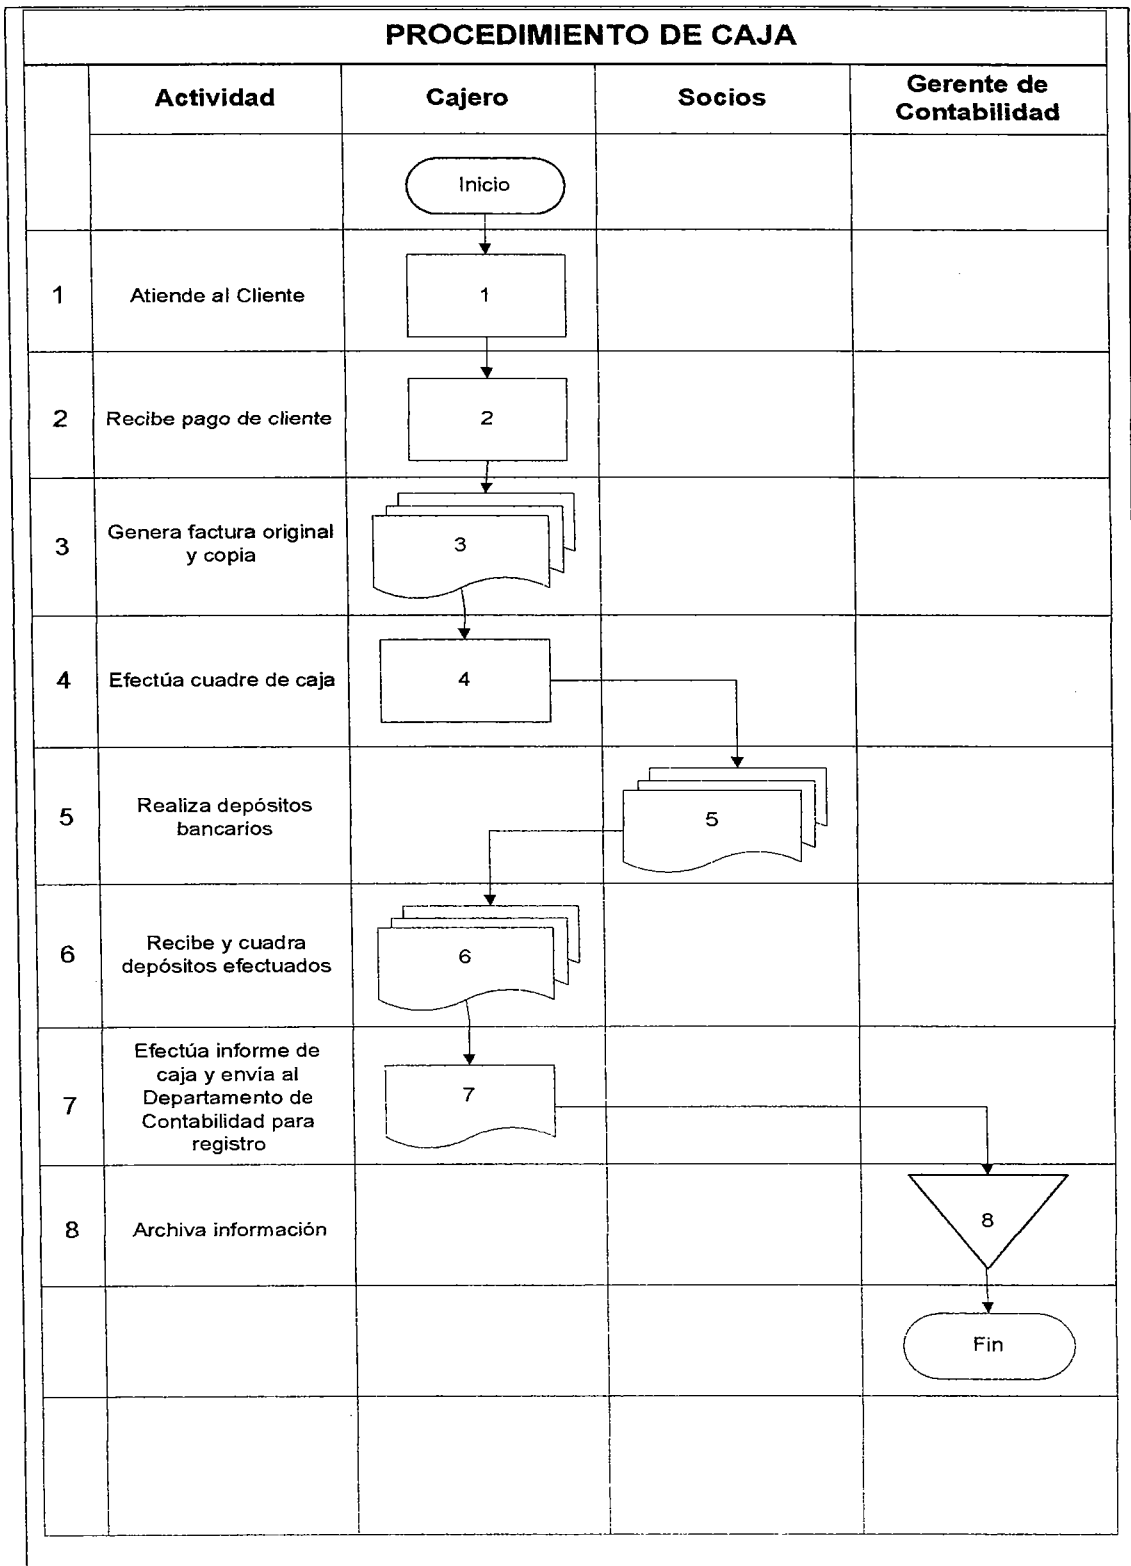 PROCEDIMIENTO DE CAJA
Actividad
Cajero
Socios
Gerente de
Contabilidad
Inicio
1
Atiende al Cliente
1
2
Recibe pago de cliente
2
3
Genera factura original
y copia
3
4
Efectúa cuadre de caja
4
5
Realiza depósitos
bancarios
5
6
Recibe y cuadra
depósitos efectuados
6
7
Efectúa informe de
caja y envía al
Departamento de
Contabilidad para
registro
7
8
Archiva información
8
Fin